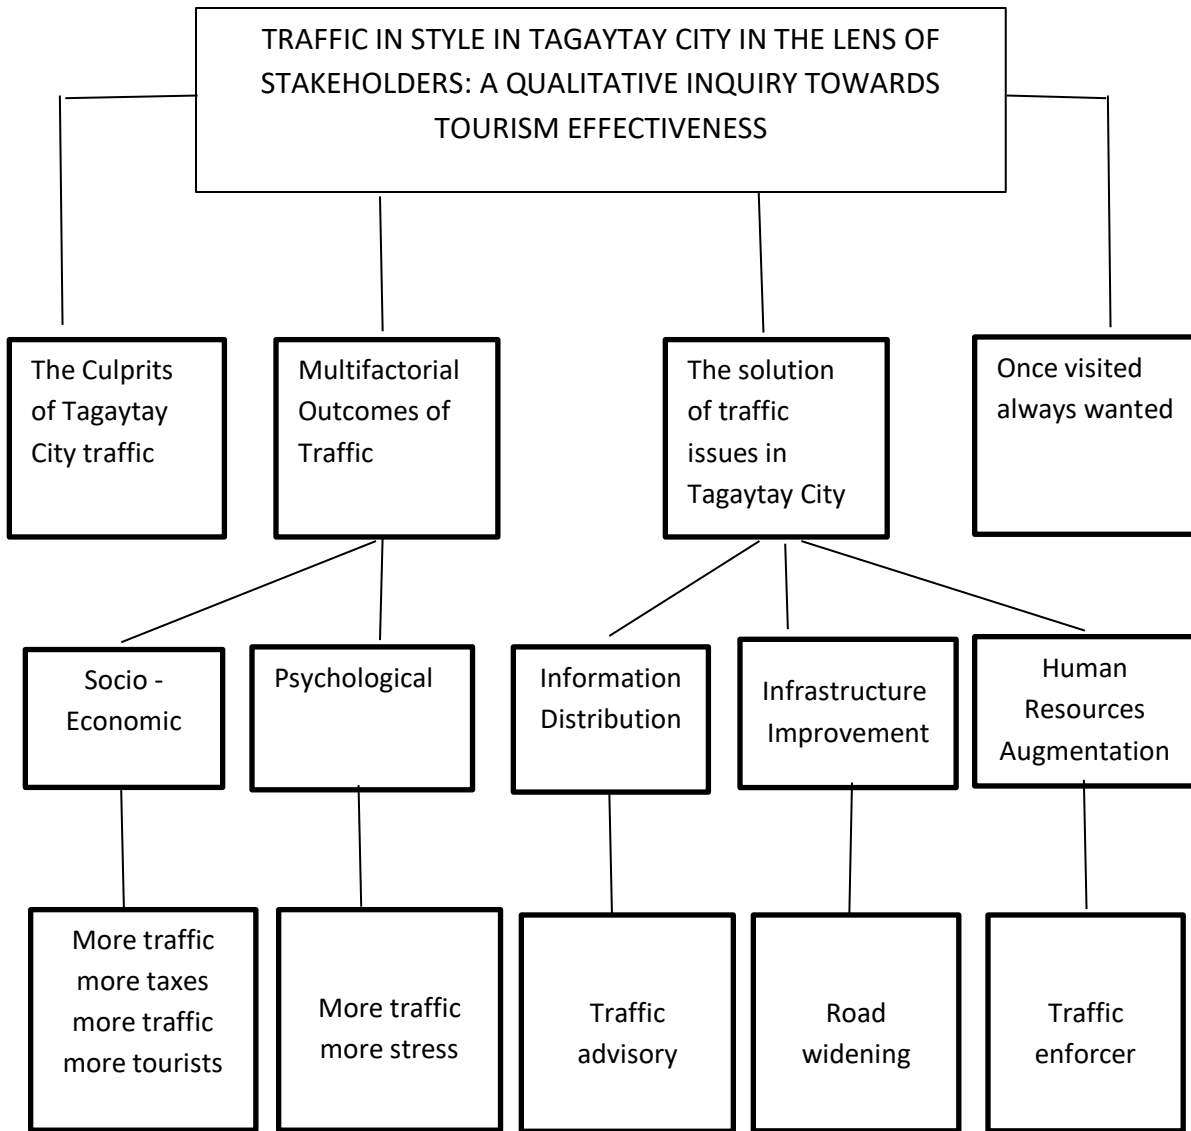 TRAFFIC IN STYLE IN TAGAYTAY CITY IN THE LENS OF
STAKEHOLDERS: A QUALITATIVE INQUIRY TOWARDS
TOURISM EFFECTIVENESS
The Culprits
of Tagaytay
City traffic
Multifactorial
Outcomes of
Traffic
The solution
of traffic
issues in
Tagaytay City
Once visited
always wanted
Socio -
Economic
Psychological
Information
Distribution
Infrastructure
Improvement
Human
Resources
Augmentation
More traffic
more taxes
more traffic
more tourists
More traffic
more stress
Traffic
advisory
Road
widening
Traffic
enforcer